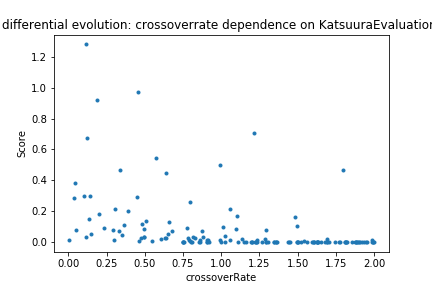 differential evolution: crossoverrate dependence on KatsuuraEvaluation
1.2
1.0
0.8
0.6
0.4
0.2
0.0
Score
0.00 0.25 0.50 0.75 1.00 1.25 1.50 1.75 2.00
crossoverRate